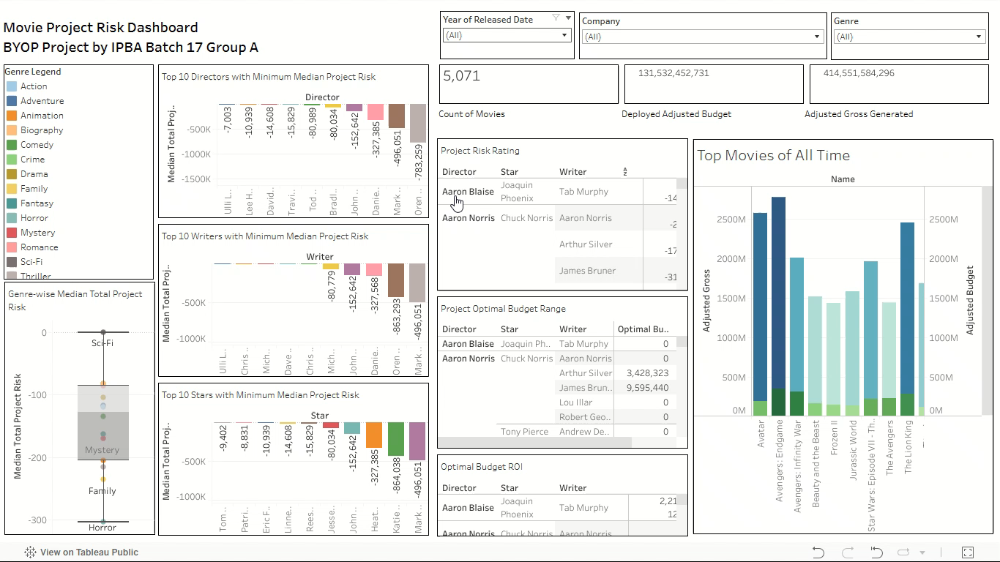 Movie Project Risk Dashboard
BYOP Project by IPBA Batch 17 Group A
Year of Released Date
(All)
Company
(All)
Genre
(All)
5,071
Count of Movies
131,532,452,731
Deployed Adjusted Budget
414,551,584,296
Adjusted Gross Generated
Genre Legend
Action
Adventure
Animation
Biography
Comedy
Crime
Drama
Family
Fantasy
Horror
Mystery
Romance
Sci-Fi
Thriller
Genre-wise Median Total Project
Risk
Median Total Project Risk
0
-100
-200
-300
Sci-Fi
Mystery
Family
Horror
Top 10 Directors with Minimum Median Project Risk
Director
Median Total Proj..
-500K
-1000K
-1500K
-7,003
-10,939
-14,608
-15,829
-80,989
-80,034
-152,642
-327,385
-496,051
-783,259
Ulli L..
Lee H..
David..
Travi..
Tod ..
Bradl..
John ..
Danie..
Mark ..
Oren ..
Top 10 Writers with Minimum Median Project Risk
Writer
Median Total Proj..
-500K
-1000K
-80,779
-152,642
-327,568
-863,293
-496,051
Ulli L..
Chris ..
Mich..
Dave ..
Chris ..
Mich..
John ..
Danie..
Oren ..
Mark ..
Top 10 Stars with Minimum Median Project Risk
Star
Median Total Proj..
-500K
-1000K
-9,402
-8,831
-10,939
-14,608
-15,829
-80,034
-152,642
-327,385
-864,038
-496,051
Tom ..
Patri..
Eric F..
Linne..
Rees..
Jesse..
John ..
Heat..
Katie..
Mark ..
Project Risk Rating
Director Star Writer
Aaron Blaise Joaquin Phoenix Tab Murphy -14
Aaron Norris Chuck Norris Aaron Norris -2
Arthur Silver -17
James Bruner -31
Project Optimal Budget Range
Director Star Writer Optimal Bu..
Aaron Blaise Joaquin Ph.. Tab Murphy 0
Aaron Norris Chuck Norris Aaron Norris 0
Arthur Silver 3,428,323
James Brun.. 9,595,440
Lou Illar 0
Robert Geo.. 0
Tony Pierce Andrew De.. 0
Optimal Budget ROI
Director Star Writer
Aaron Blaise Joaquin Phoenix Tab Murphy 2,21
12
Aaron Norris Chuck Norris Aaron Norris
Top Movies of All Time
Name
Adjusted Gross
2500M
2000M
1500M
1000M
500M
0M
2500M
2000M
1500M
1000M
500M
0M
Adjusted Budget
Avatar
Avengers: Endgame
Avengers: Infinity War
Beauty and the Beast
Frozen II
Jurassic World
Star Wars: Episode VII - Th..
The Avengers
The Lion King
View on Tableau Public